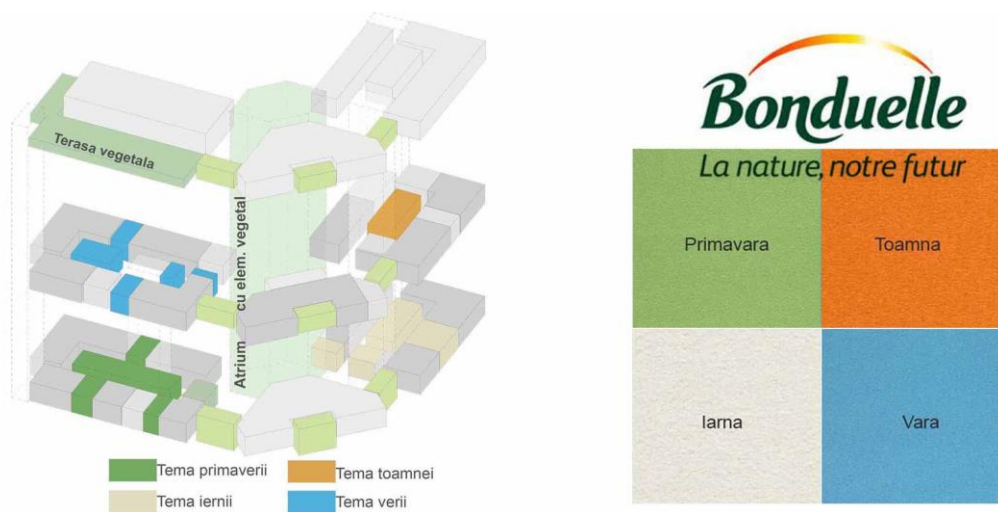 Terasa vegetala
Atrium cu elem. vegetal
Tema primaverii
Tema toamnei
Tema iernii
Tema verii
Bonduelle
La nature, notre futur
Primavara
Toamna
Iarna
Vara